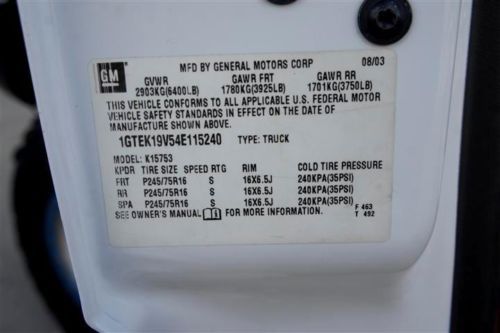 MFD BY GENERAL MOTORS CORP 08/03
GM
GVWR GAWR FRT GAWR RR
2903KG(6400LB) 1780KG(3925LB) 1701KG(3750LB)
THIS VEHICLE CONFORMS TO ALL APPLICABLE U.S. FEDERAL MOTOR
VEHICLE SAFETY STANDARDS IN EFFECT ON THE DATE OF
MANUFACTURE SHOWN ABOVE.
1GTEK19V54E115240 TYPE: TRUCK
MODEL: K15753
KPDR TIRE SIZE SPEED RTG RIM COLD TIRE PRESSURE
FRT P245/75R16 S 16X6.5J 240KPA(35PSI)
RR P245/75R16 S 16X6.5J 240KPA(35PSI)
SPA P245/75R16 S 16X6.5J 240KPA(35PSI)
SEE OWNER'S MANUAL FOR MORE INFORMATION.
F 463
T 492